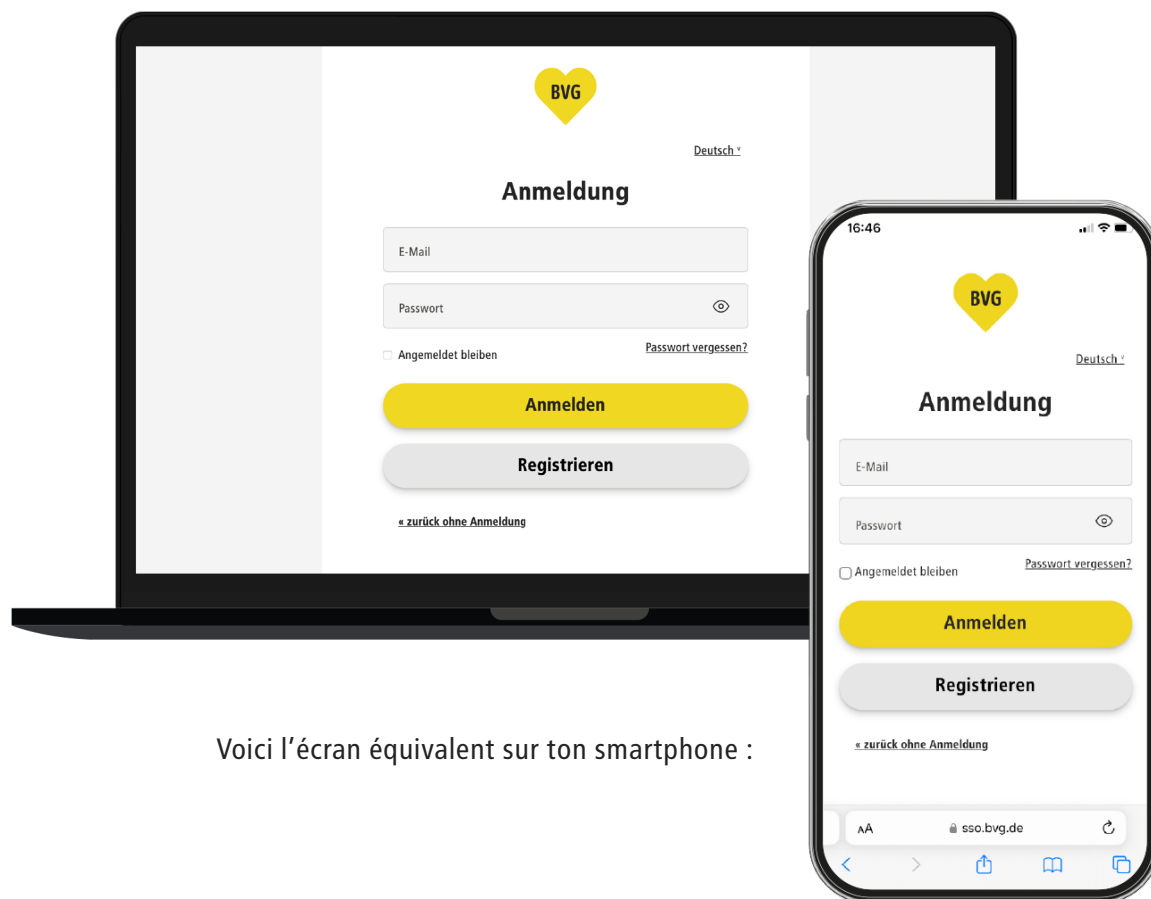 BVG
Deutsch ˅
Anmeldung
E-Mail
Passwort
Angemeldet bleiben
Passwort vergessen?
Anmelden
Registrieren
« zurück ohne Anmeldung
Voici l’écran équivalent sur ton smartphone :
16:46
BVG
Deutsch ˅
Anmeldung
E-Mail
Passwort
Angemeldet bleiben
Passwort vergessen?
Anmelden
Registrieren
« zurück ohne Anmeldung
AA
sso.bvg.de